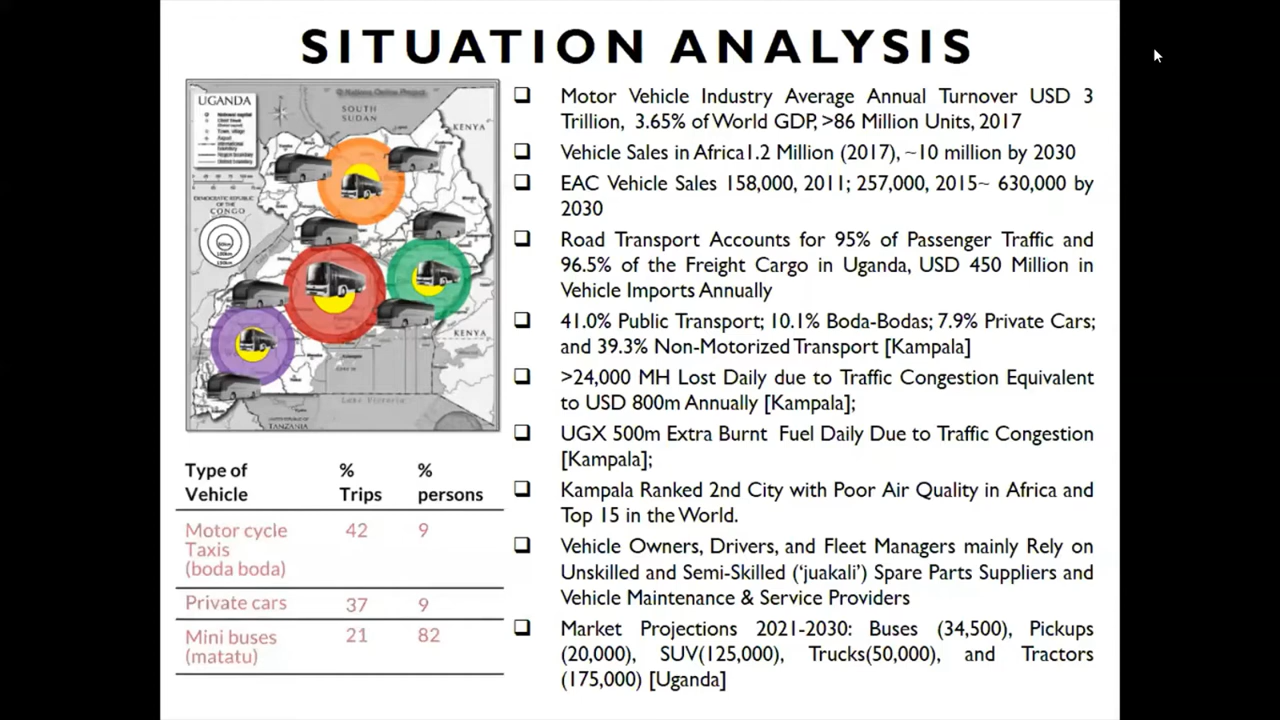 SITUATION ANALYSIS
UGANDA
SOUTH
SUDAN
KENYA
DEMOCRATIC REPUBLIC
OF THE
CONGO
KENYA
Lake Victoria
TANZANIA
Type of
Vehicle
%
Trips
%
persons
Motor cycle
Taxis
(boda boda)
42
9
Private cars
37
9
Mini buses
(matatu)
21
82
❑ Motor Vehicle Industry Average Annual Turnover USD 3
Trillion, 3.65% of World GDP, >86 Million Units, 2017
❑ Vehicle Sales in Africa1.2 Million (2017), ~10 million by 2030
❑ EAC Vehicle Sales 158,000, 2011; 257,000, 2015~ 630,000 by
2030
❑ Road Transport Accounts for 95% of Passenger Traffic and
96.5% of the Freight Cargo in Uganda, USD 450 Million in
Vehicle Imports Annually
❑ 41.0% Public Transport; 10.1% Boda-Bodas; 7.9% Private Cars;
and 39.3% Non-Motorized Transport [Kampala]
❑ >24,000 MH Lost Daily due to Traffic Congestion Equivalent
to USD 800m Annually [Kampala];
❑ UGX 500m Extra Burnt Fuel Daily Due to Traffic Congestion
[Kampala];
❑ Kampala Ranked 2nd City with Poor Air Quality in Africa and
Top 15 in the World.
❑ Vehicle Owners, Drivers, and Fleet Managers mainly Rely on
Unskilled and Semi-Skilled (‘juakali’) Spare Parts Suppliers and
Vehicle Maintenance & Service Providers
❑ Market Projections 2021-2030: Buses (34,500), Pickups
(20,000), SUV(125,000), Trucks(50,000), and Tractors
(175,000) [Uganda]